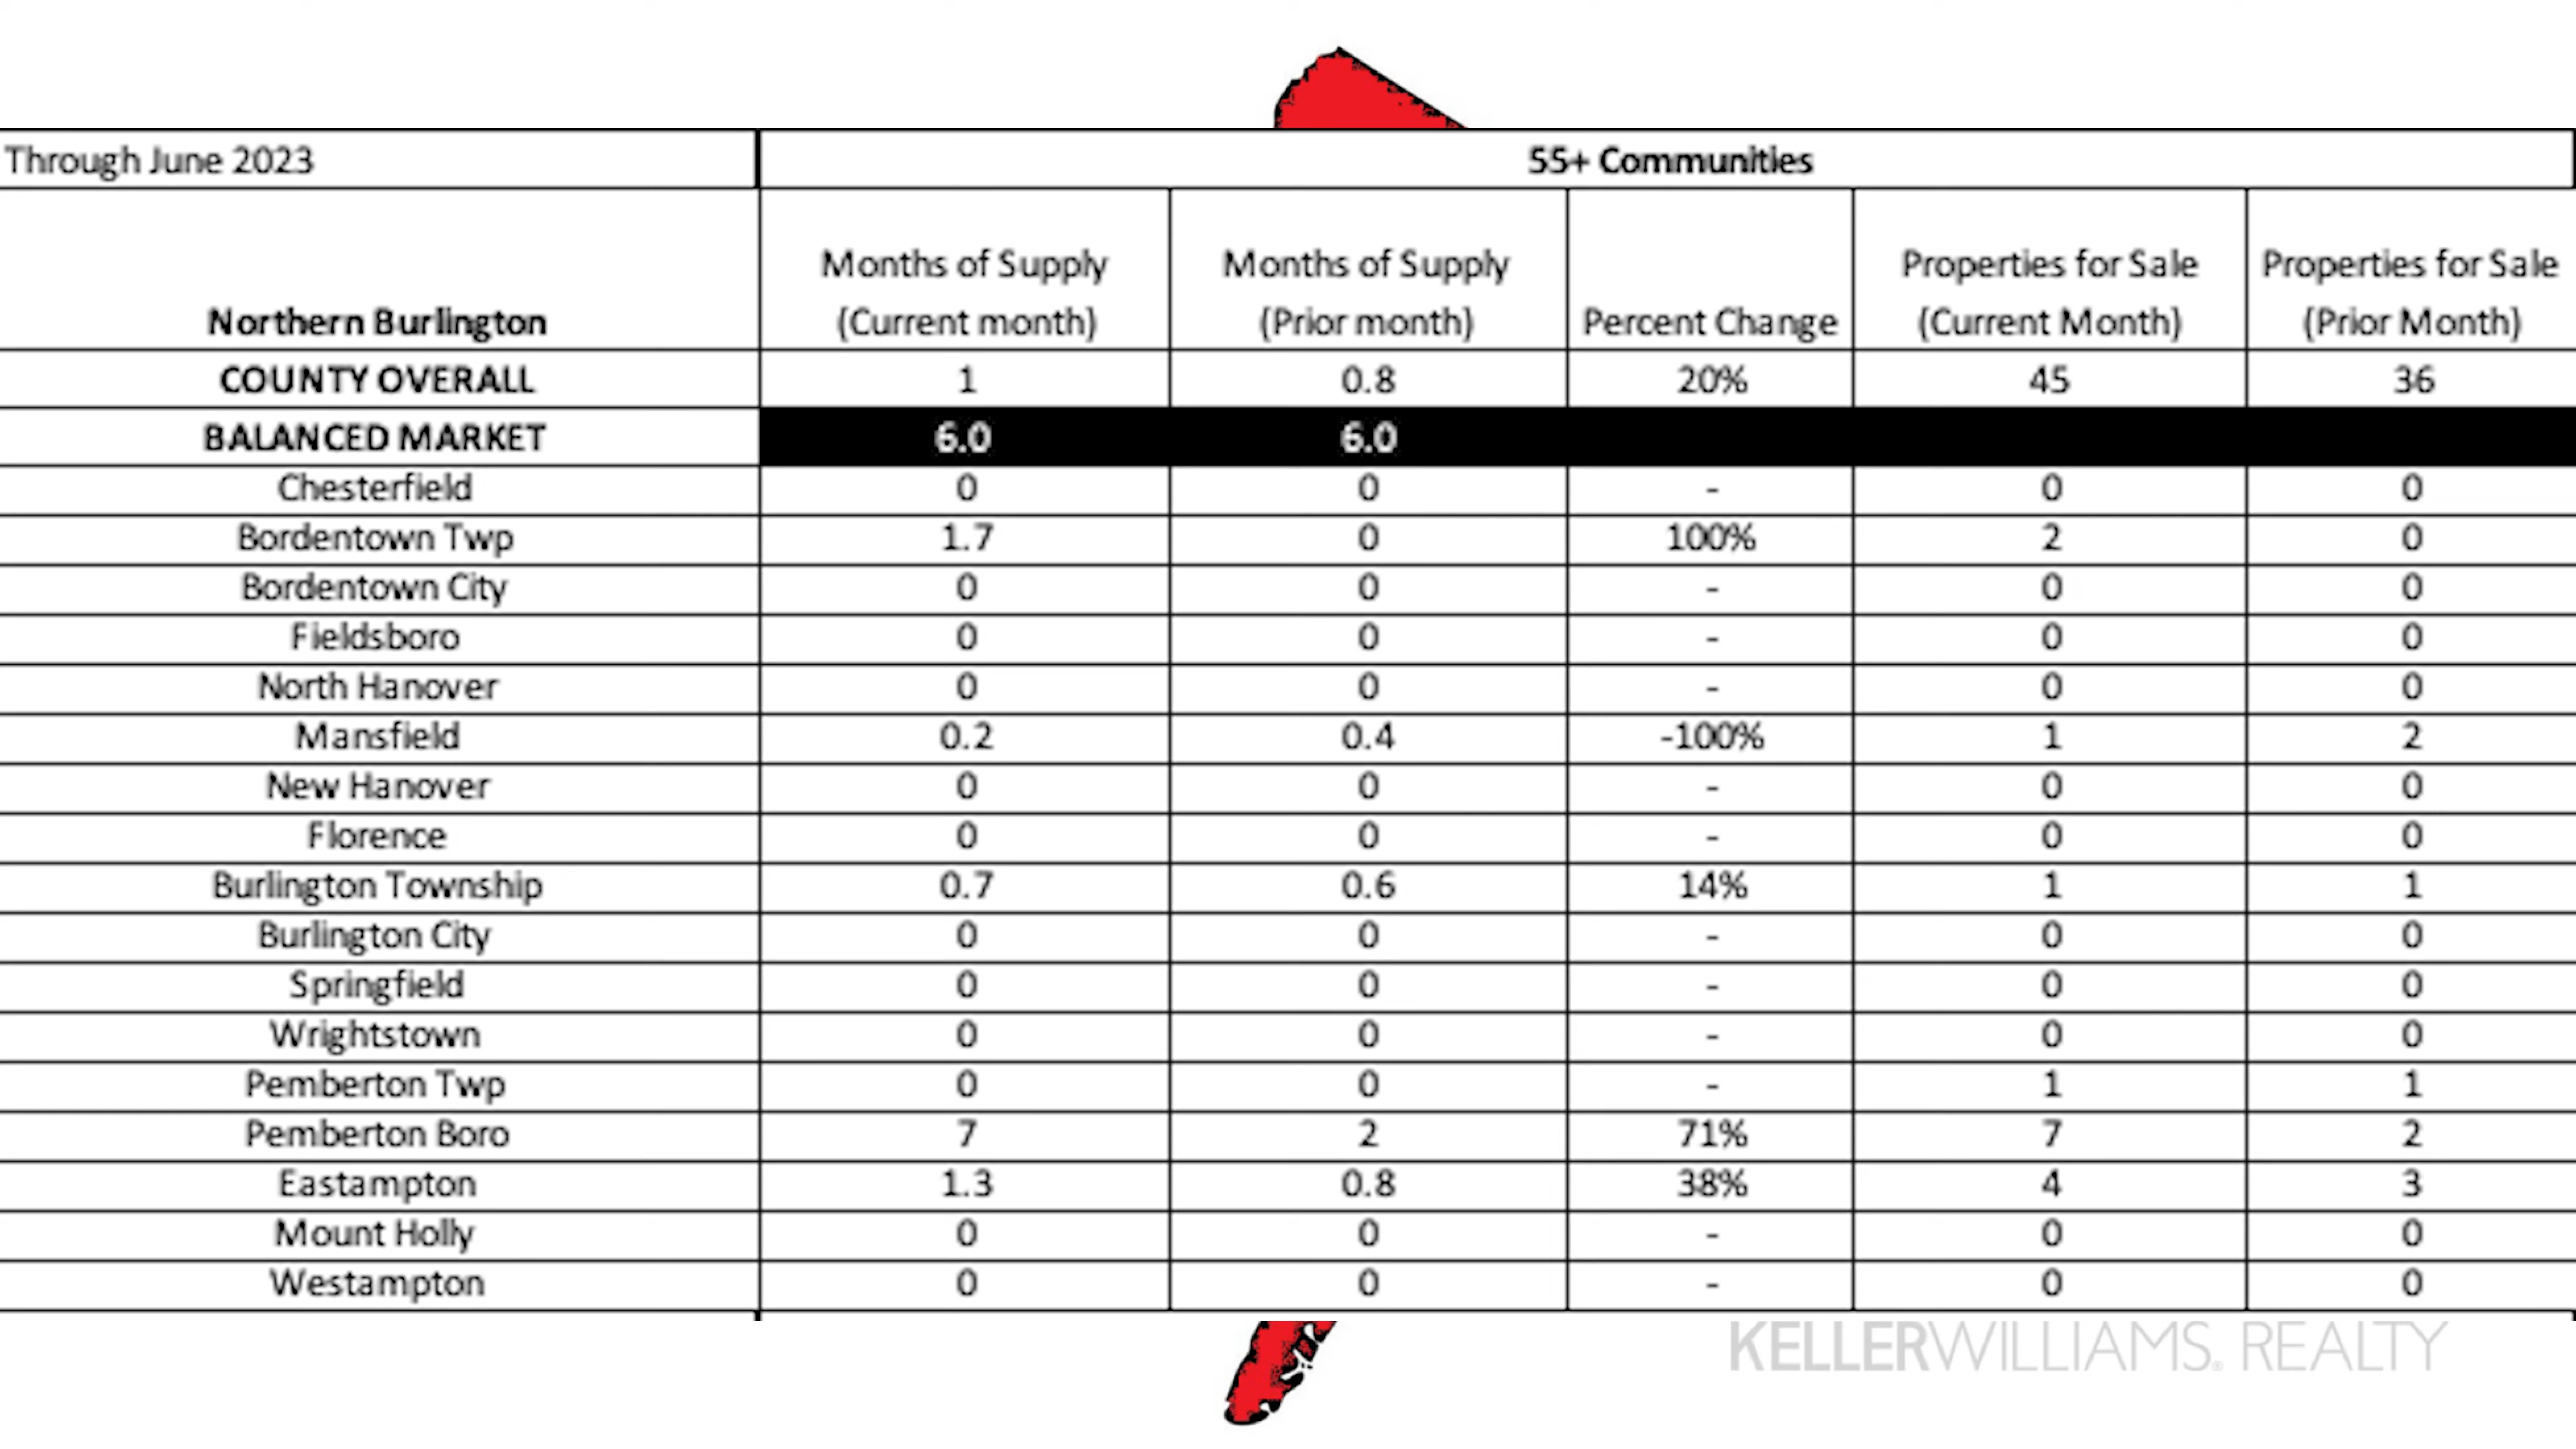 Through June 2023 55+ Communities
Northern Burlington Months of Supply (Current month) Months of Supply (Prior month) Percent Change Properties for Sale (Current Month) Properties for Sale (Prior Month)
COUNTY OVERALL 1 0.8 20% 45 36
BALANCED MARKET 6.0 6.0
Chesterfield 0 0 - 0 0
Bordentown Twp 1.7 0 100% 2 0
Bordentown City 0 0 - 0 0
Fieldsboro 0 0 - 0 0
North Hanover 0 0 - 0 0
Mansfield 0.2 0.4 -100% 1 2
New Hanover 0 0 - 0 0
Florence 0 0 - 0 0
Burlington Township 0.7 0.6 14% 1 1
Burlington City 0 0 - 0 0
Springfield 0 0 - 0 0
Wrightstown 0 0 - 0 0
Pemberton Twp 0 0 - 1 1
Pemberton Boro 7 2 71% 7 2
Eastampton 1.3 0.8 38% 4 3
Mount Holly 0 0 - 0 0
Westampton 0 0 - 0 0
KELLERWILLIAMS® REALTY